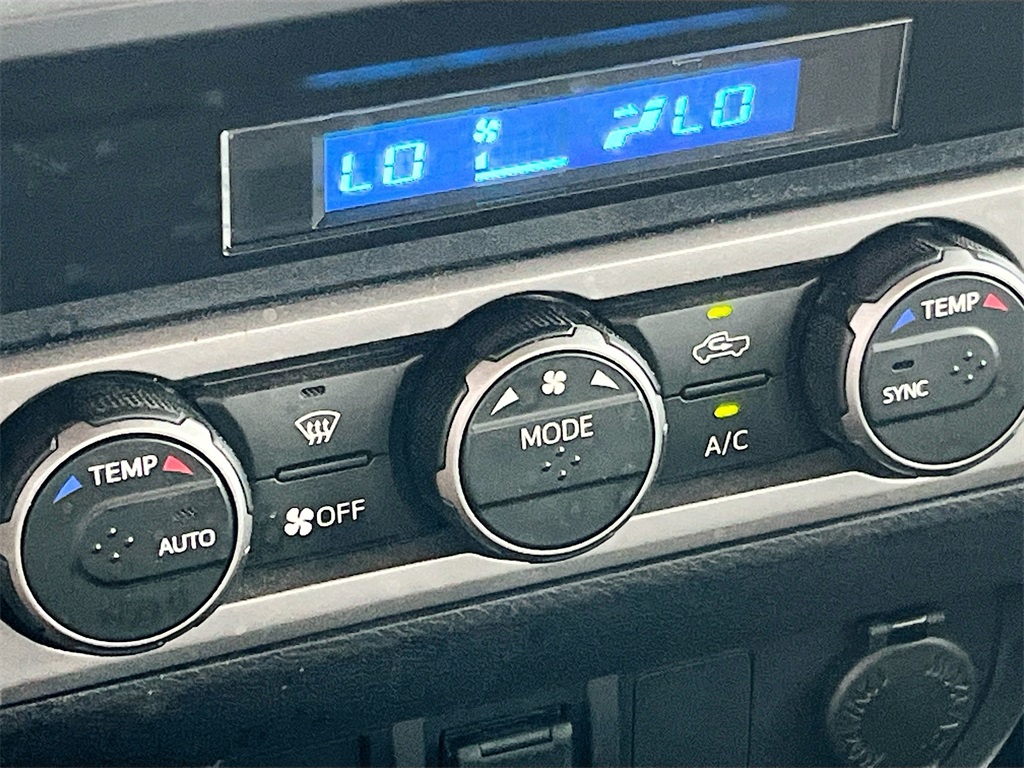 LO LO
TEMP
AUTO
OFF
MODE
A/C
TEMP
SYNC